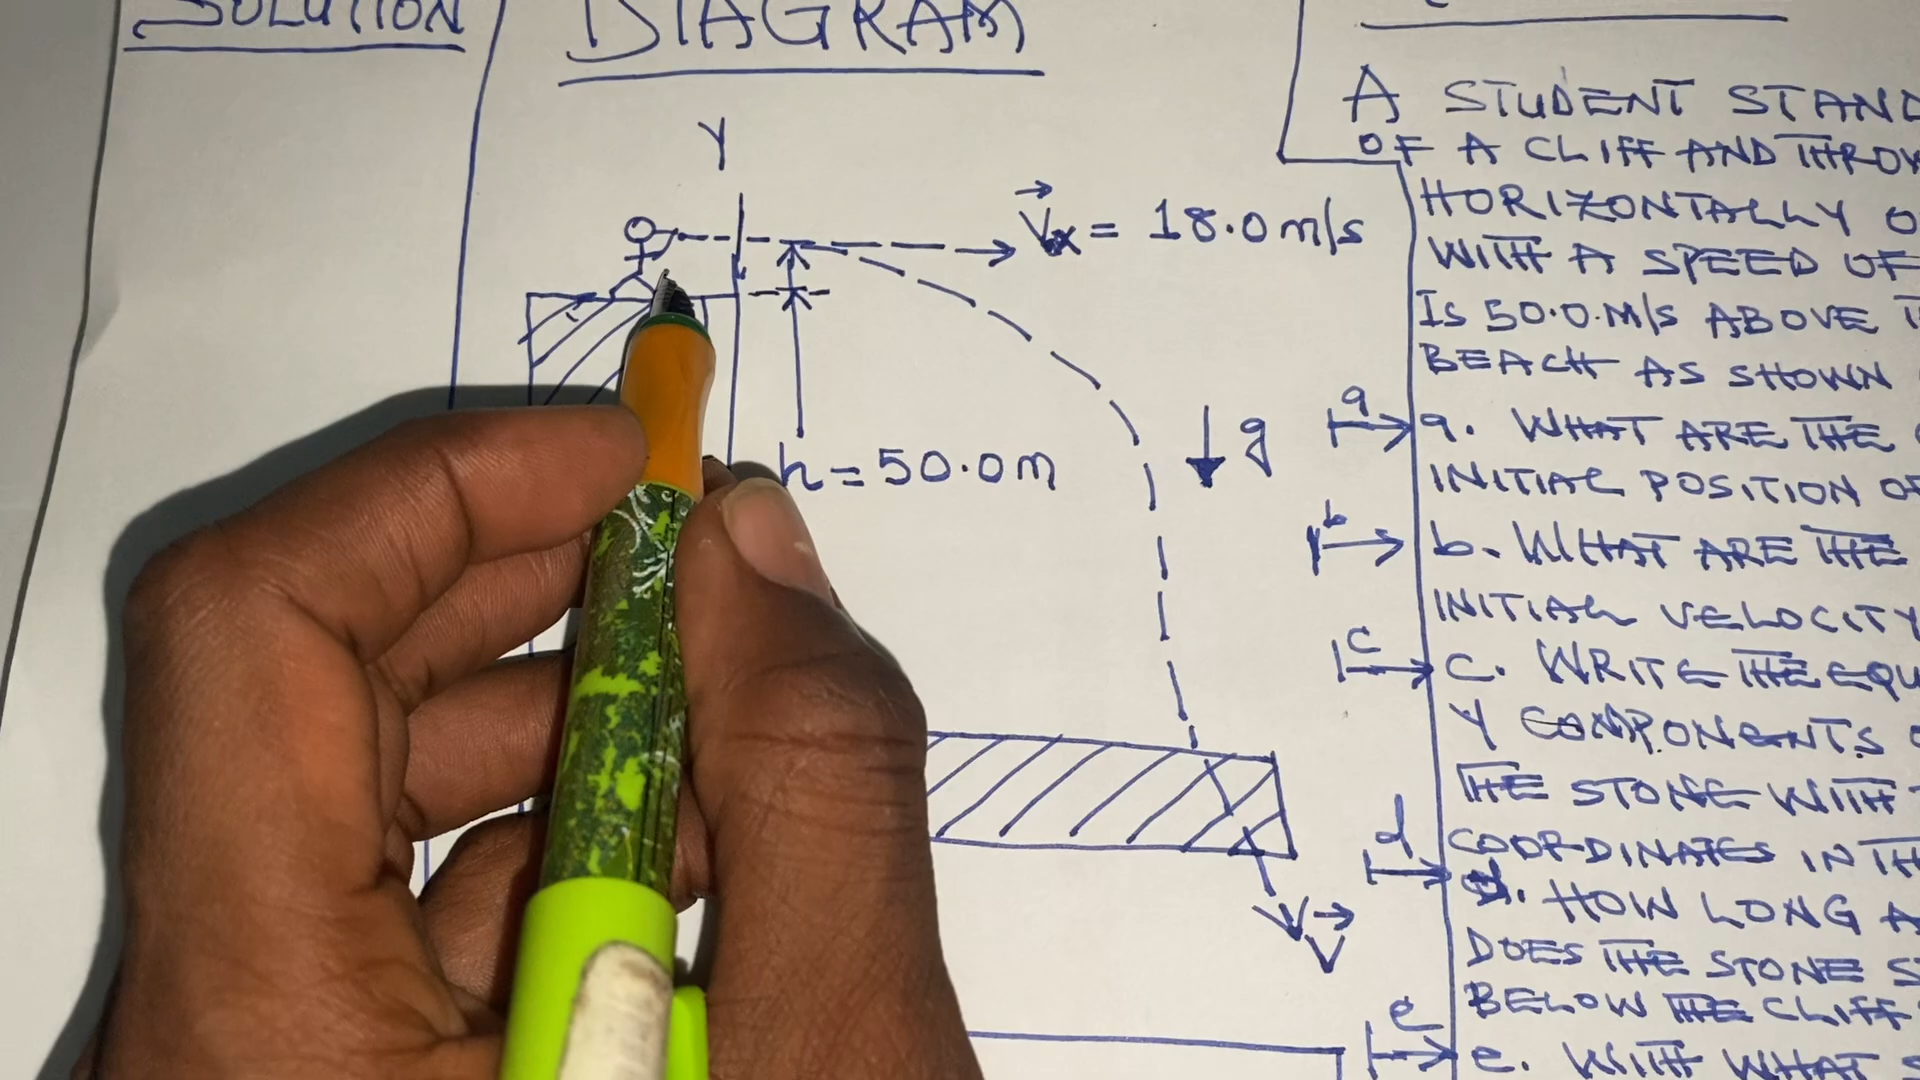 SOLUTION
DIAGRAM
Y
Vx = 18.0 m/s
h = 50.0m
g
V
A STUDENT STAND
OF A CLIFF AND THROW
HORIZONTALLY O
WITH A SPEED OF
IS 50.0.M/S ABOVE T
BEACH AS SHOWN
a
a. WHAT ARE THE C
INITIAL POSITION OF
b
b. WHAT ARE THE
INITIAL VELOCITY
c
C. WRITE THE EQU
Y COMPONENTS O
THE STONE WITH T
COORDINATES IN TH
d
d. HOW LONG A
DOES THE STONE S
BELOW THE CLIFF
e
e. WITH WHAT S